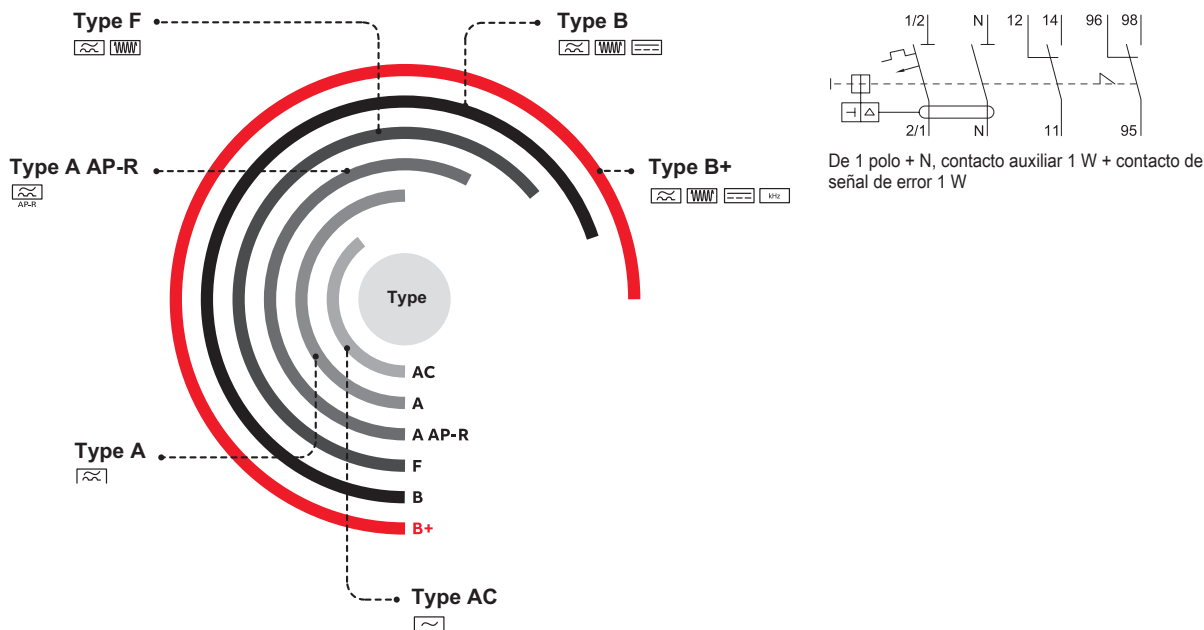 Type F
Type B
Type A AP-R
AP-R
Type B+
kHz
Type
AC
A
A AP-R
F
B
B+
Type A
Type AC
1/2 N 12 14 96 98
2/1 N 11 95
De 1 polo + N, contacto auxiliar 1 W + contacto de
señal de error 1 W